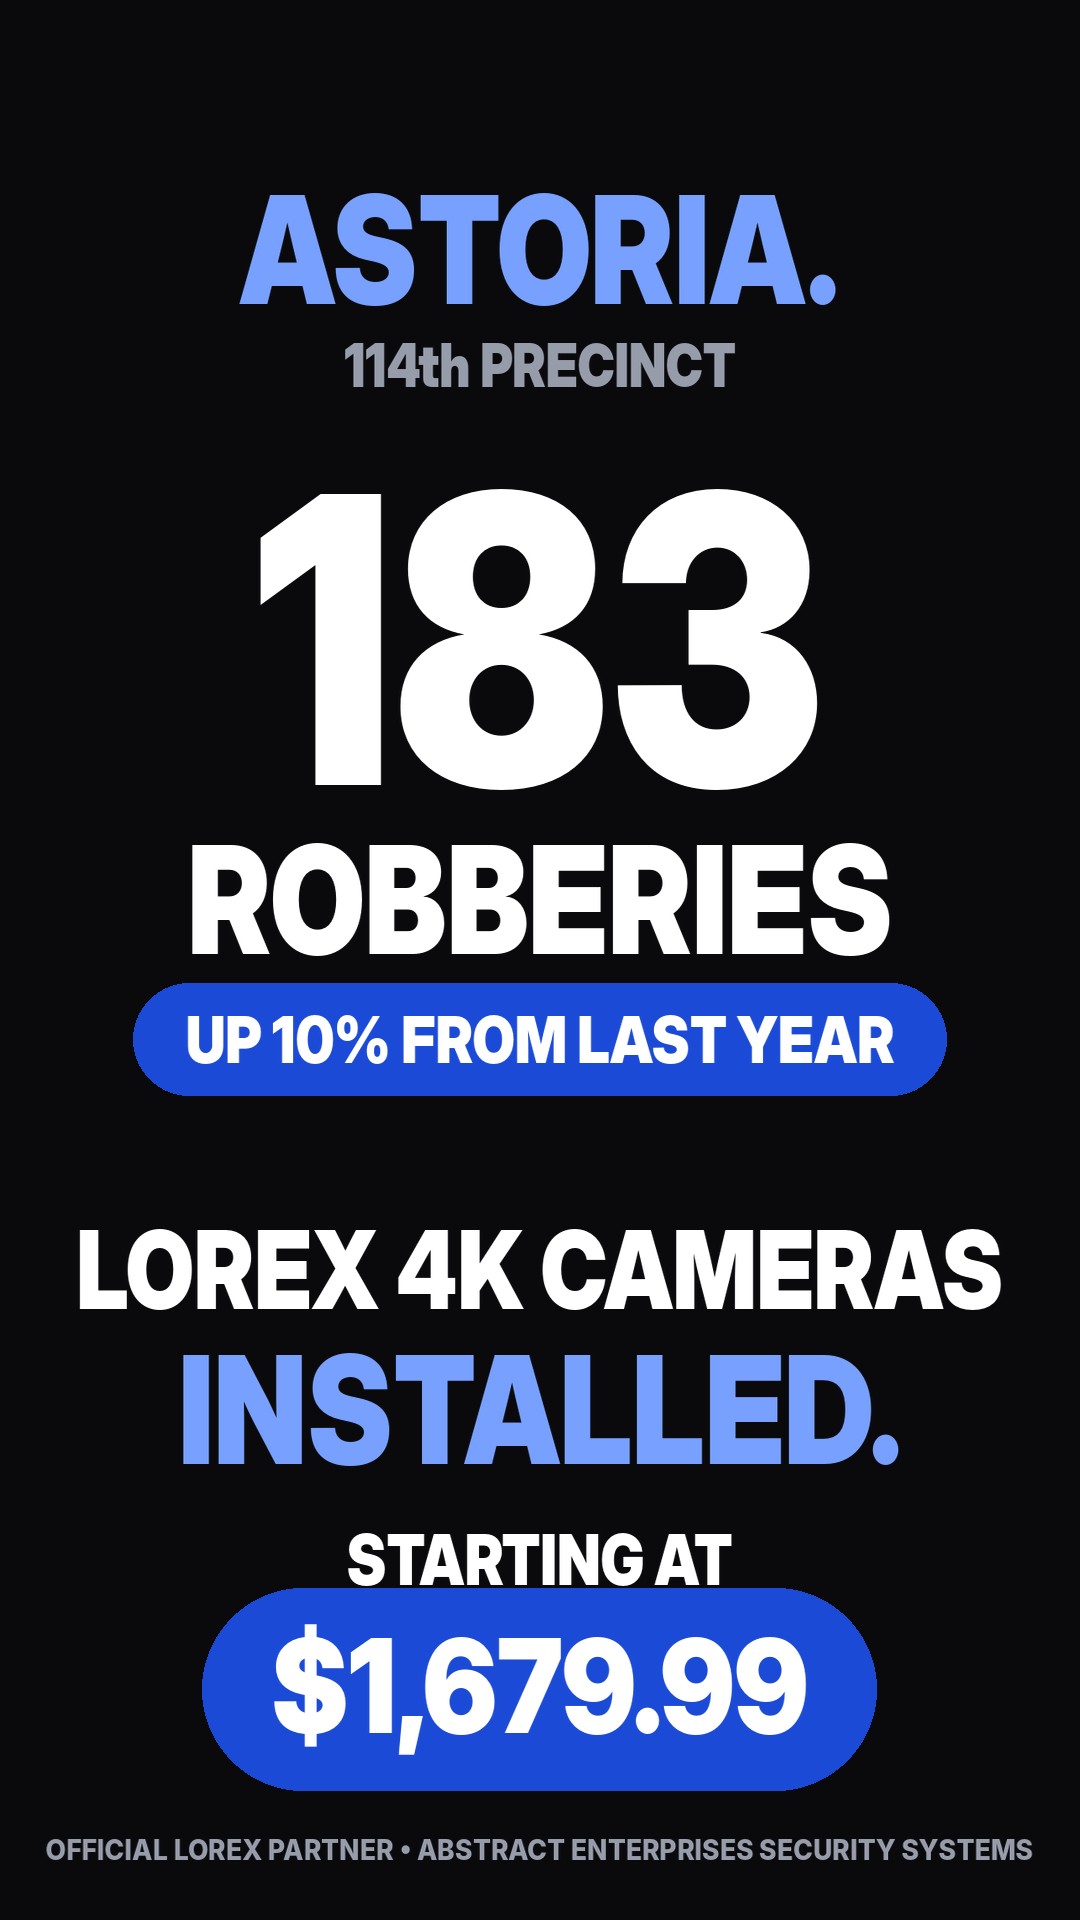 ASTORIA.
114th PRECINCT
183
ROBBERIES
UP 10% FROM LAST YEAR
LOREX 4K CAMERAS
INSTALLED.
STARTING AT
$1,679.99
OFFICIAL LOREX PARTNER • ABSTRACT ENTERPRISES SECURITY SYSTEMS